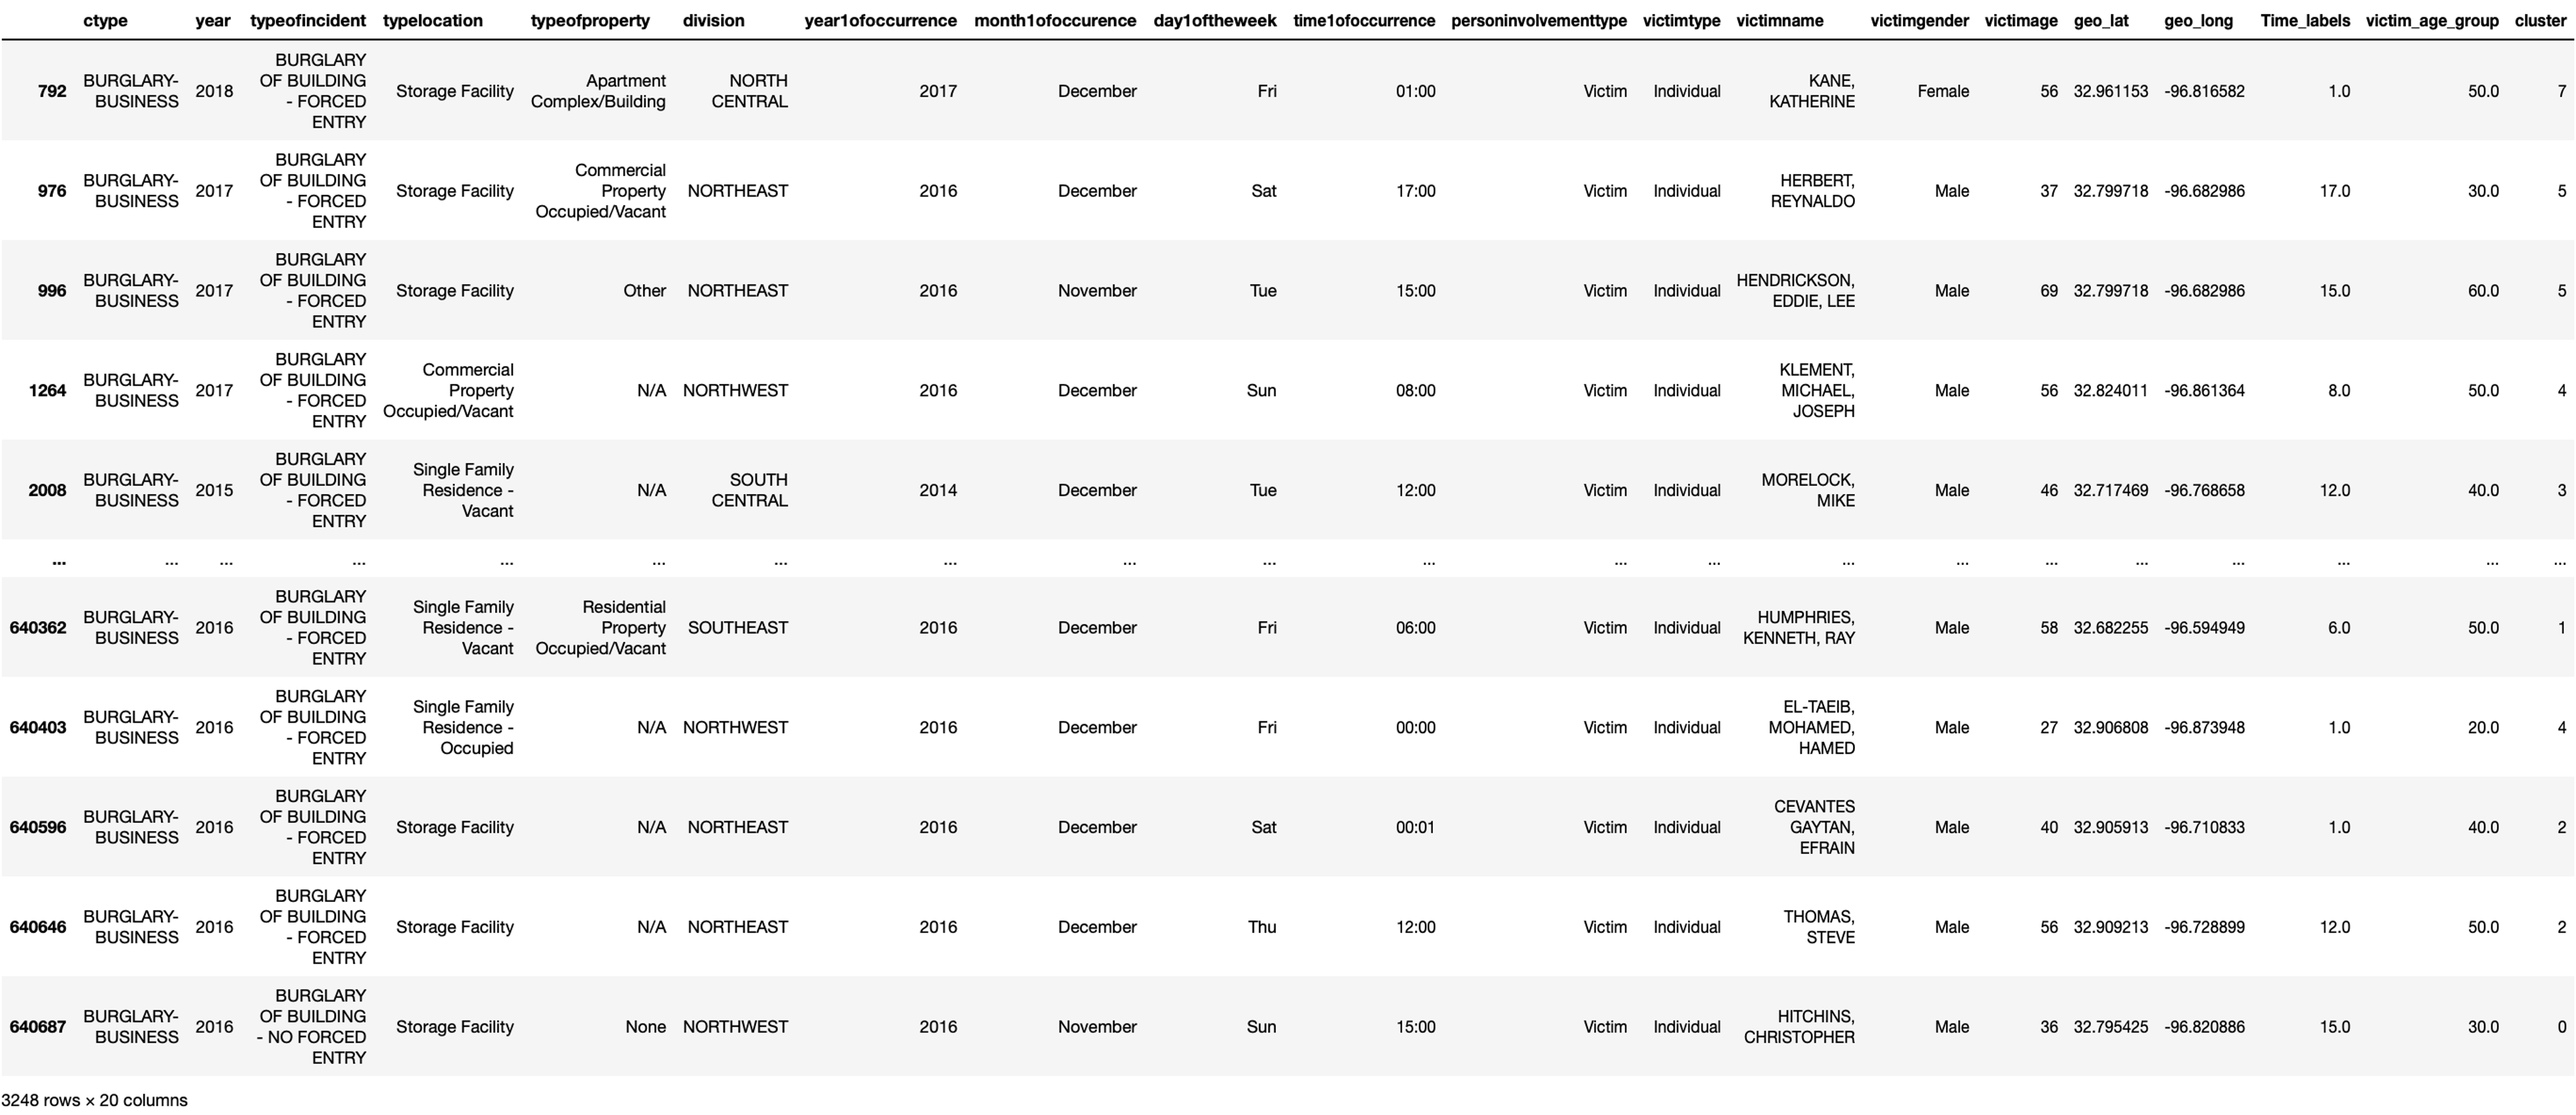 ctype year typeofincident typelocation typeofproperty division year1ofoccurrence month1ofoccurence day1oftheweek time1ofoccurrence personinvolvementtype victimtype victimname victimgender victimage geo_lat geo_long Time_labels victim_age_group cluster
792 BURGLARY-BUSINESS 2018 BURGLARY OF BUILDING - FORCED ENTRY Storage Facility Apartment Complex/Building NORTH CENTRAL 2017 December Fri 01:00 Victim Individual KANE, KATHERINE Female 56 32.961153 -96.816582 1.0 50.0 7
976 BURGLARY-BUSINESS 2017 BURGLARY OF BUILDING - FORCED ENTRY Storage Facility Commercial Property Occupied/Vacant NORTHEAST 2016 December Sat 17:00 Victim Individual HERBERT, REYNALDO Male 37 32.799718 -96.682986 17.0 30.0 5
996 BURGLARY-BUSINESS 2017 BURGLARY OF BUILDING - FORCED ENTRY Storage Facility Other NORTHEAST 2016 November Tue 15:00 Victim Individual HENDRICKSON, EDDIE, LEE Male 69 32.799718 -96.682986 15.0 60.0 5
1264 BURGLARY-BUSINESS 2017 BURGLARY OF BUILDING - FORCED ENTRY Commercial Property Occupied/Vacant N/A NORTHWEST 2016 December Sun 08:00 Victim Individual KLEMENT, MICHAEL, JOSEPH Male 56 32.824011 -96.861364 8.0 50.0 4
2008 BURGLARY-BUSINESS 2015 BURGLARY OF BUILDING - FORCED ENTRY Single Family Residence - Vacant N/A SOUTH CENTRAL 2014 December Tue 12:00 Victim Individual MORELOCK, MIKE Male 46 32.717469 -96.768658 12.0 40.0 3
... ... ... ... ... ... ... ... ... ... ... ... ... ... ... ... ... ... ... ... ...
640362 BURGLARY-BUSINESS 2016 BURGLARY OF BUILDING - FORCED ENTRY Single Family Residence - Vacant Residential Property Occupied/Vacant SOUTHEAST 2016 December Fri 06:00 Victim Individual HUMPHRIES, KENNETH, RAY Male 58 32.682255 -96.594949 6.0 50.0 1
640403 BURGLARY-BUSINESS 2016 BURGLARY OF BUILDING - FORCED ENTRY Single Family Residence - Occupied N/A NORTHWEST 2016 December Fri 00:00 Victim Individual EL-TAEIB, MOHAMED, HAMED Male 27 32.906808 -96.873948 1.0 20.0 4
640596 BURGLARY-BUSINESS 2016 BURGLARY OF BUILDING - FORCED ENTRY Storage Facility N/A NORTHEAST 2016 December Sat 00:01 Victim Individual CEVANTES GAYTAN, EFRAIN Male 40 32.905913 -96.710833 1.0 40.0 2
640646 BURGLARY-BUSINESS 2016 BURGLARY OF BUILDING - FORCED ENTRY Storage Facility N/A NORTHEAST 2016 December Thu 12:00 Victim Individual THOMAS, STEVE Male 56 32.909213 -96.728899 12.0 50.0 2
640687 BURGLARY-BUSINESS 2016 BURGLARY OF BUILDING - NO FORCED ENTRY Storage Facility None NORTHWEST 2016 November Sun 15:00 Victim Individual HITCHINS, CHRISTOPHER Male 36 32.795425 -96.820886 15.0 30.0 0
3248 rows × 20 columns